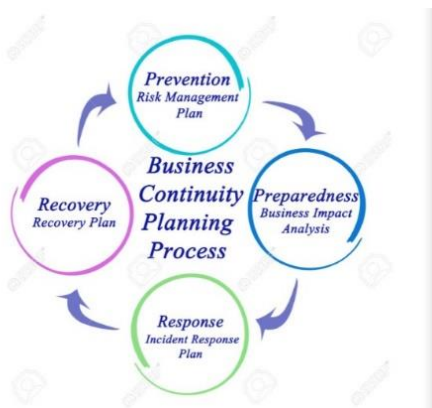 Prevention
Risk Management
Plan
Business
Continuity
Planning
Process
Preparedness
Business Impact
Analysis
Recovery
Recovery Plan
Response
Incident Response
Plan